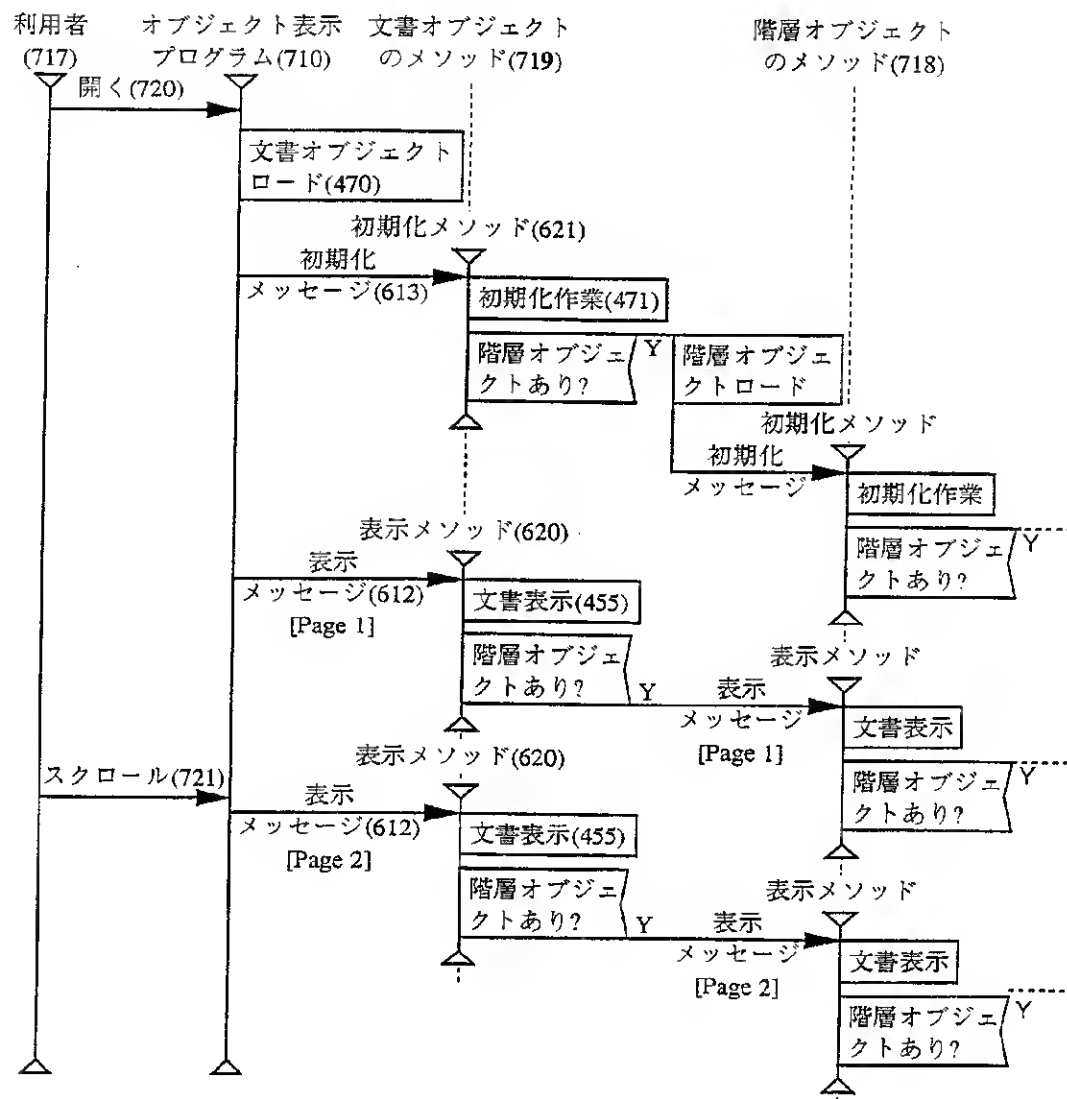 利用者
(717)
オブジェクト表示
プログラム(710)
文書オブジェクト
のメソッド(719)
階層オブジェクト
のメソッド(718)
開く(720)
文書オブジェクト
ロード(470)
初期化メソッド(621)
初期化
メッセージ(613)
初期化作業(471)
階層オブジェ
クトあり?
Y
階層オブジェ
クトロード
初期化メソッド
初期化
メッセージ
初期化作業
階層オブジェ
クトあり?
Y
表示メソッド(620)
表示
メッセージ(612)
[Page 1]
文書表示(455)
階層オブジェ
クトあり?
Y
表示メソッド
表示
メッセージ
[Page 1]
文書表示
階層オブジェ
クトあり?
Y
表示メソッド(620)
スクロール(721)
表示
メッセージ(612)
[Page 2]
文書表示(455)
階層オブジェ
クトあり?
Y
表示メソッド
表示
メッセージ
[Page 2]
文書表示
階層オブジェ
クトあり?
Y